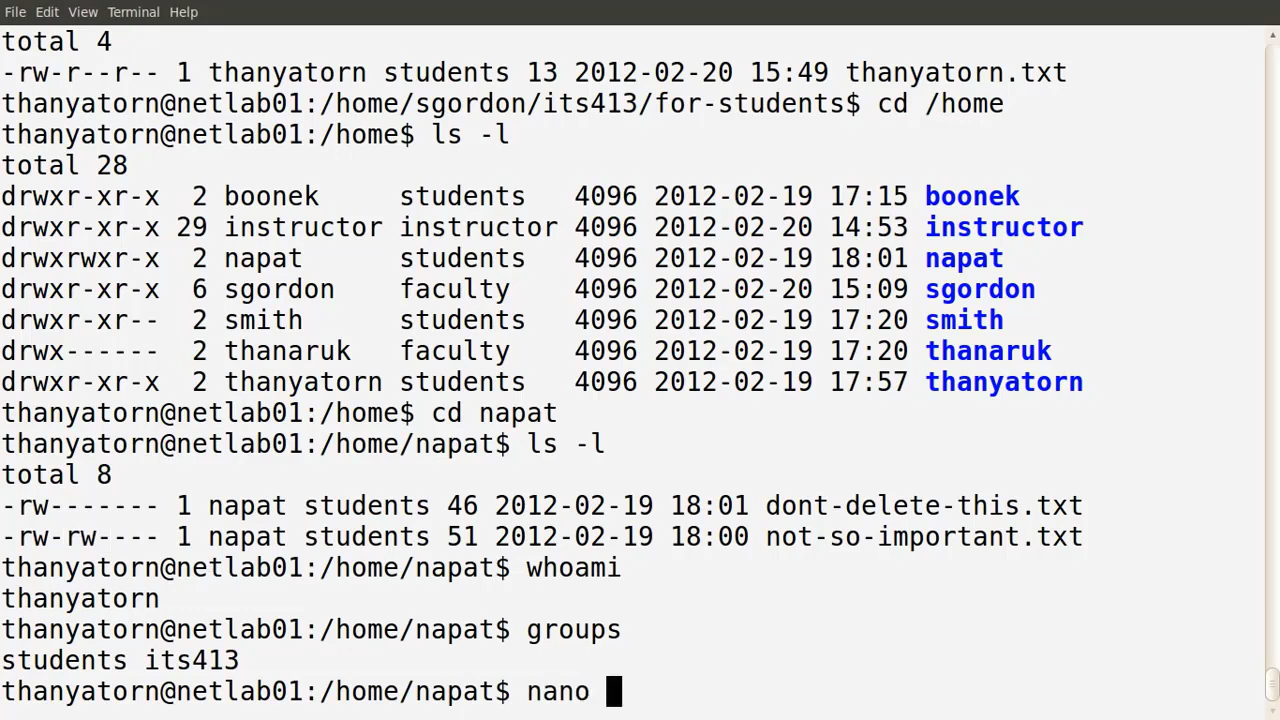 File Edit View Terminal Help
total 4
-rw-r--r-- 1 thanyatorn students 13 2012-02-20 15:49 thanyatorn.txt
thanyatorn@netlab01:/home/sgordon/its413/for-students$ cd /home
thanyatorn@netlab01:/home$ ls -l
total 28
drwxr-xr-x  2 boonek     students   4096 2012-02-19 17:15 boonek
drwxr-xr-x 29 instructor instructor 4096 2012-02-20 14:53 instructor
drwxrwxr-x  2 napat      students   4096 2012-02-19 18:01 napat
drwxr-xr-x  6 sgordon    faculty    4096 2012-02-20 15:09 sgordon
drwxr-xr--  2 smith      students   4096 2012-02-19 17:20 smith
drwx------  2 thanaruk   faculty    4096 2012-02-19 17:20 thanaruk
drwxr-xr-x  2 thanyatorn students   4096 2012-02-19 17:57 thanyatorn
thanyatorn@netlab01:/home$ cd napat
thanyatorn@netlab01:/home/napat$ ls -l
total 8
-rw------- 1 napat students 46 2012-02-19 18:01 dont-delete-this.txt
-rw-rw---- 1 napat students 51 2012-02-19 18:00 not-so-important.txt
thanyatorn@netlab01:/home/napat$ whoami
thanyatorn
thanyatorn@netlab01:/home/napat$ groups
students its413
thanyatorn@netlab01:/home/napat$ nano